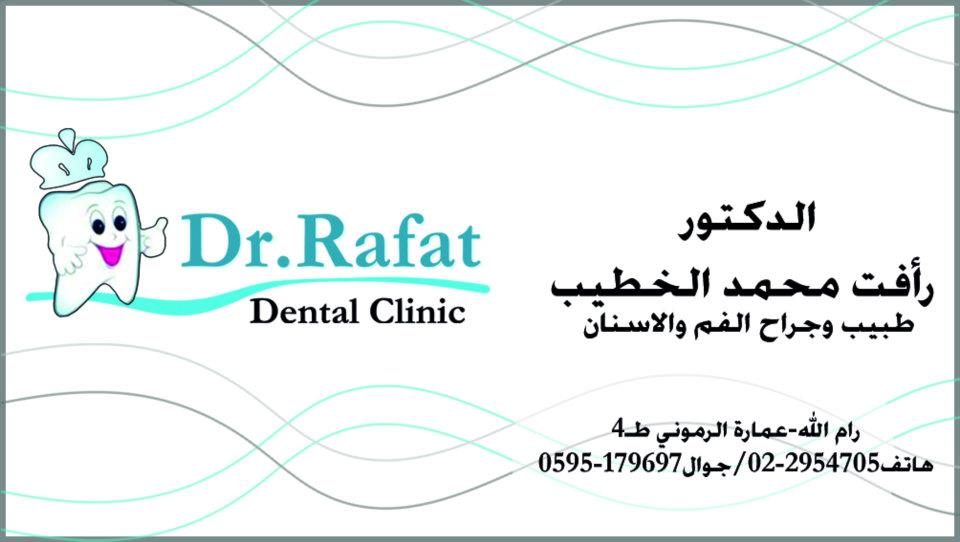 Dr.Rafat
Dental Clinic
الدكتور
رأفت محمد الخطيب
طبيب وجراح الفم والاسنان
رام الله-عمارة الرموني طـ4
هاتف02-2954705/جوال0595-179697